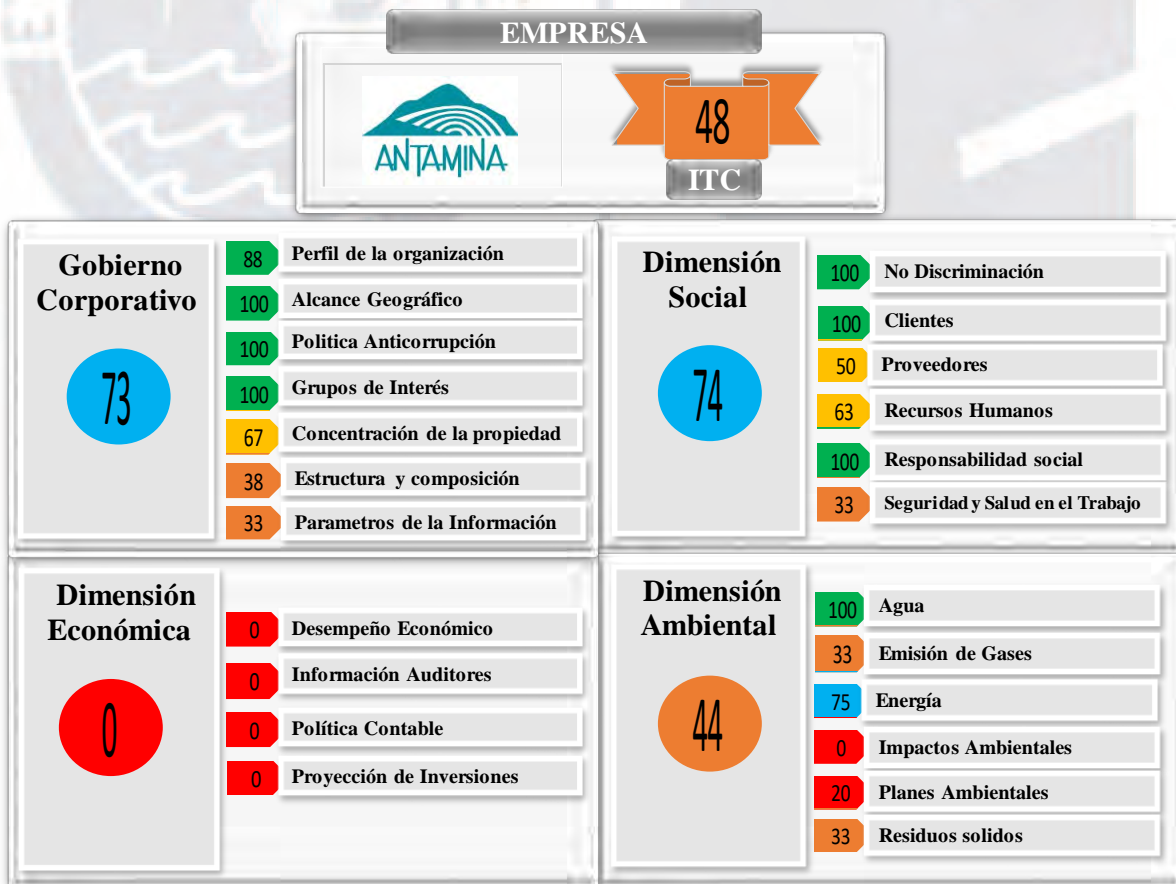 EMPRESA
ANTAMINA
48
ITC
Gobierno
Corporativo
73
88 Perfil de la organización
100 Alcance Geográfico
100 Politica Anticorrupción
100 Grupos de Interés
67 Concentración de la propiedad
38 Estructura y composición
33 Parametros de la Información
Dimensión
Social
74
100 No Discriminación
100 Clientes
50 Proveedores
63 Recursos Humanos
100 Responsabilidad social
33 Seguridad y Salud en el Trabajo
Dimensión
Económica
0
0 Desempeño Económico
0 Información Auditores
0 Política Contable
0 Proyección de Inversiones
Dimensión
Ambiental
44
100 Agua
33 Emisión de Gases
75 Energía
0 Impactos Ambientales
20 Planes Ambientales
33 Residuos solidos